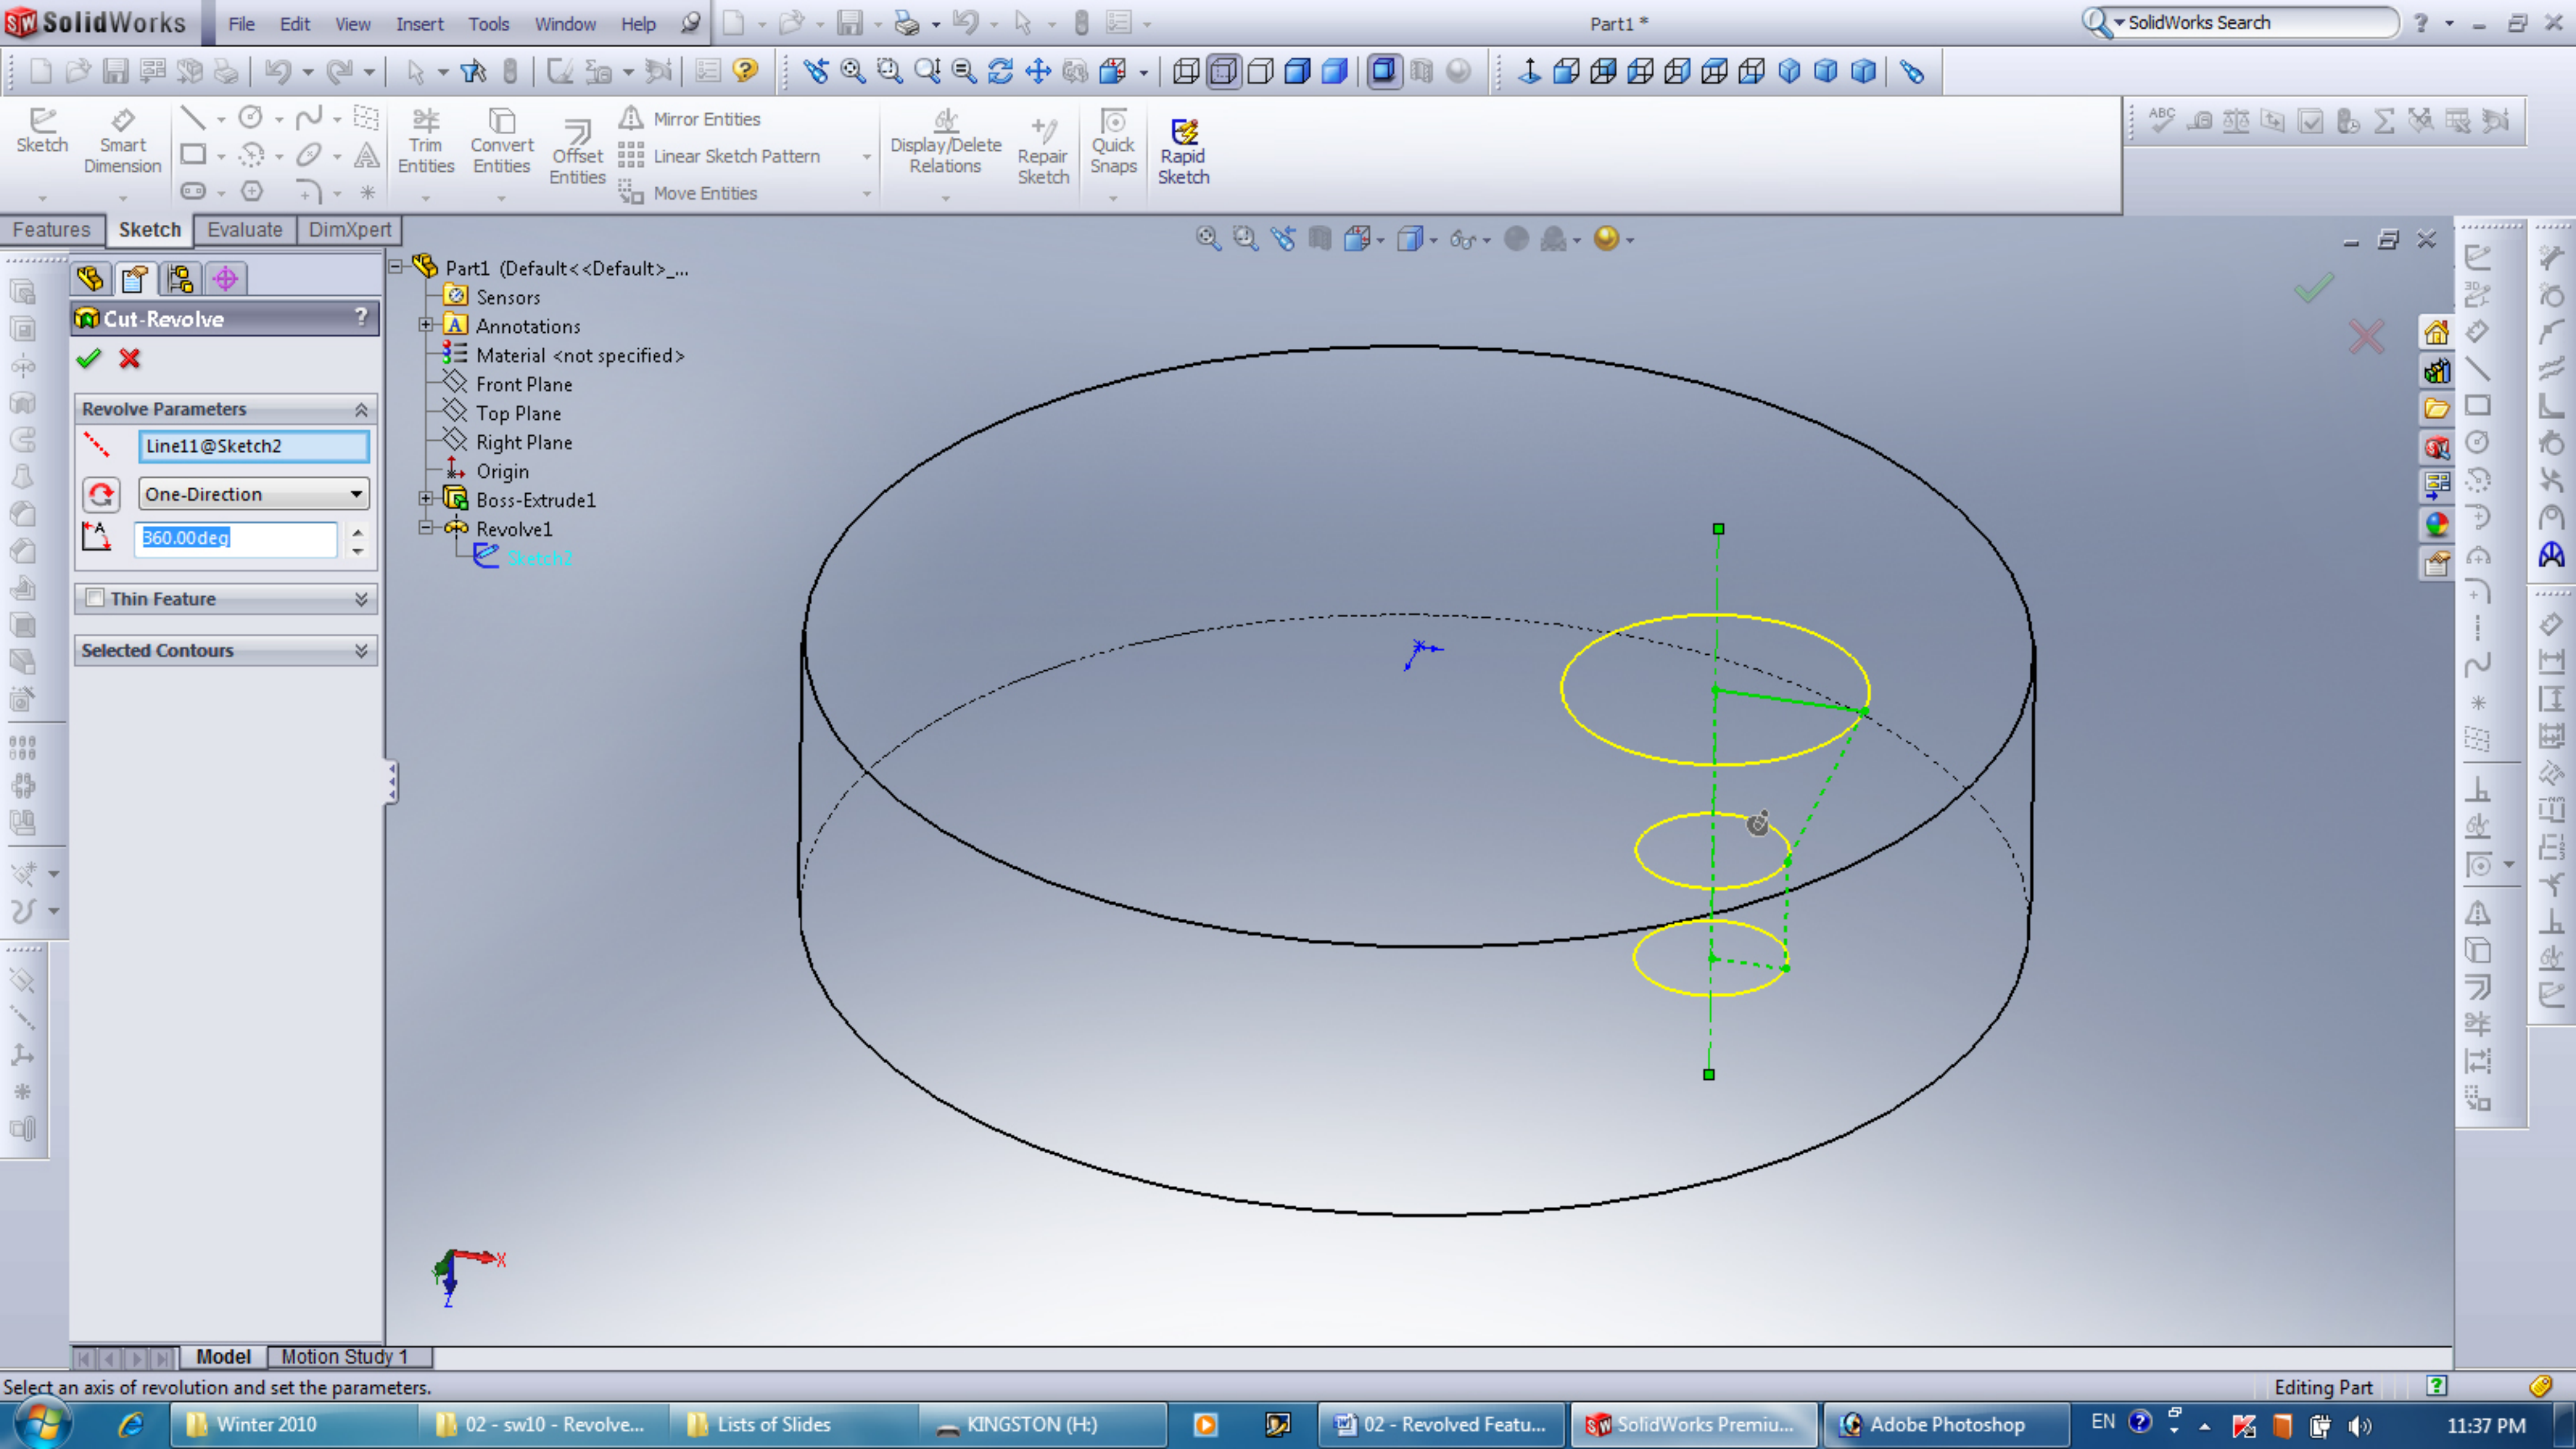 SolidWorks File Edit View Insert Tools Window Help Part1 * SolidWorks Search
Sketch
Smart Dimension
Trim Entities
Convert Entities
Offset Entities
Mirror Entities
Linear Sketch Pattern
Move Entities
Display/Delete Relations
Repair Sketch
Quick Snaps
Rapid Sketch
ABC
Features Sketch Evaluate DimXpert
Cut-Revolve ?
Revolve Parameters
Line11@Sketch2
One-Direction
360.00deg
Thin Feature
Selected Contours
Part1 (Default<<Default>_...
Sensors
Annotations
Material <not specified>
Front Plane
Top Plane
Right Plane
Origin
Boss-Extrude1
Revolve1
Sketch2
X
Y
Z
3D
Model Motion Study 1
Select an axis of revolution and set the parameters. Editing Part
Winter 2010 02 - sw10 - Revolve... Lists of Slides KINGSTON (H:) 02 - Revolved Featu... SolidWorks Premiu... Adobe Photoshop EN 11:37 PM